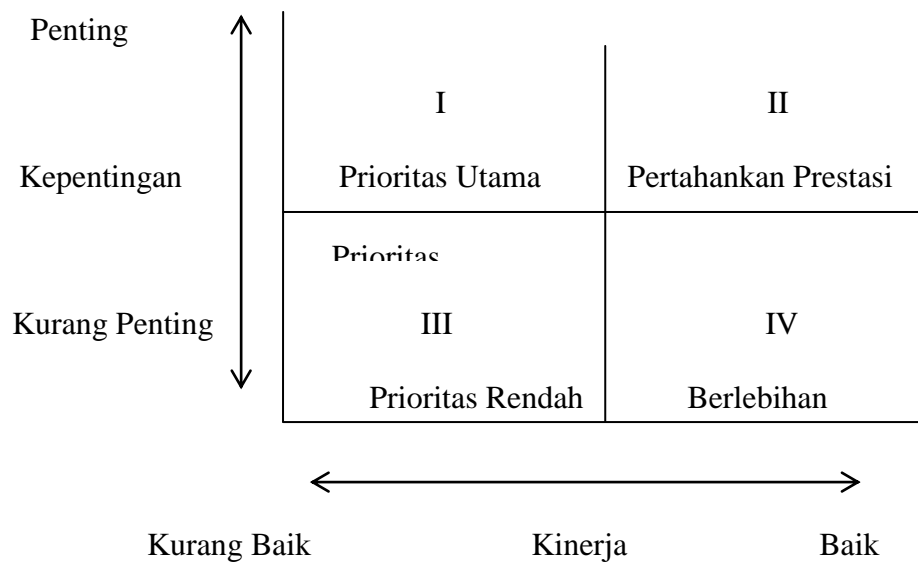 Penting
I II
Kepentingan Prioritas Utama Pertahankan Prestasi
Prioritas
Kurang Penting III IV
Prioritas Rendah Berlebihan
Kurang Baik Kinerja Baik